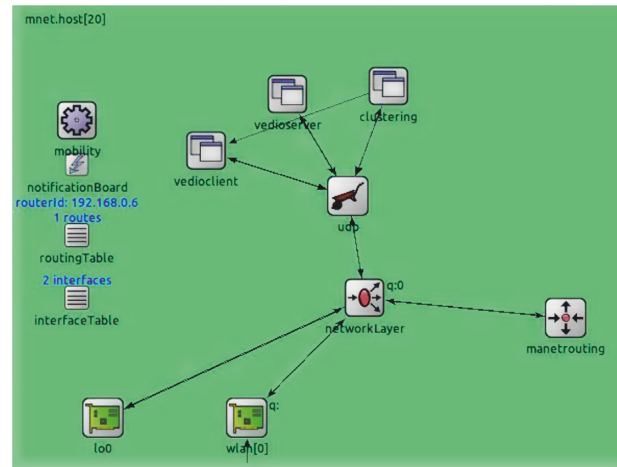 mnet.host[20]
vedioserver
clustering
mobility
vedioclient
notificationBoard
routerId: 192.168.0.6
1 routes
udp
routingTable
2 interfaces
q:0
interfaceTable
networkLayer
manetrouting
q:
lo0
wlan[0]